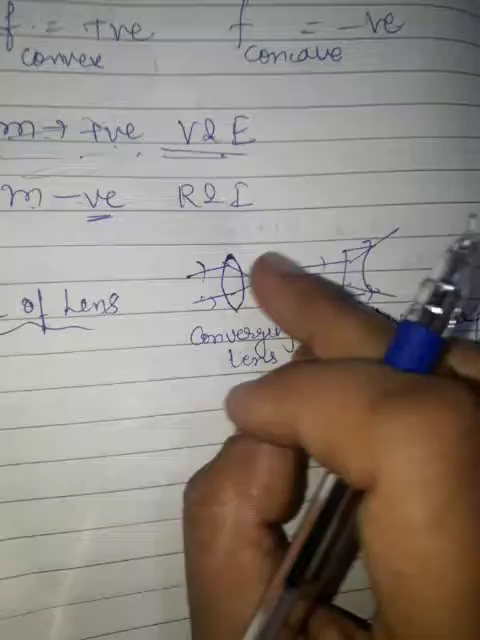 f convex = +ve f concave = -ve
m → +ve V & E
m - ve R & I
of Lens
Converging
lens